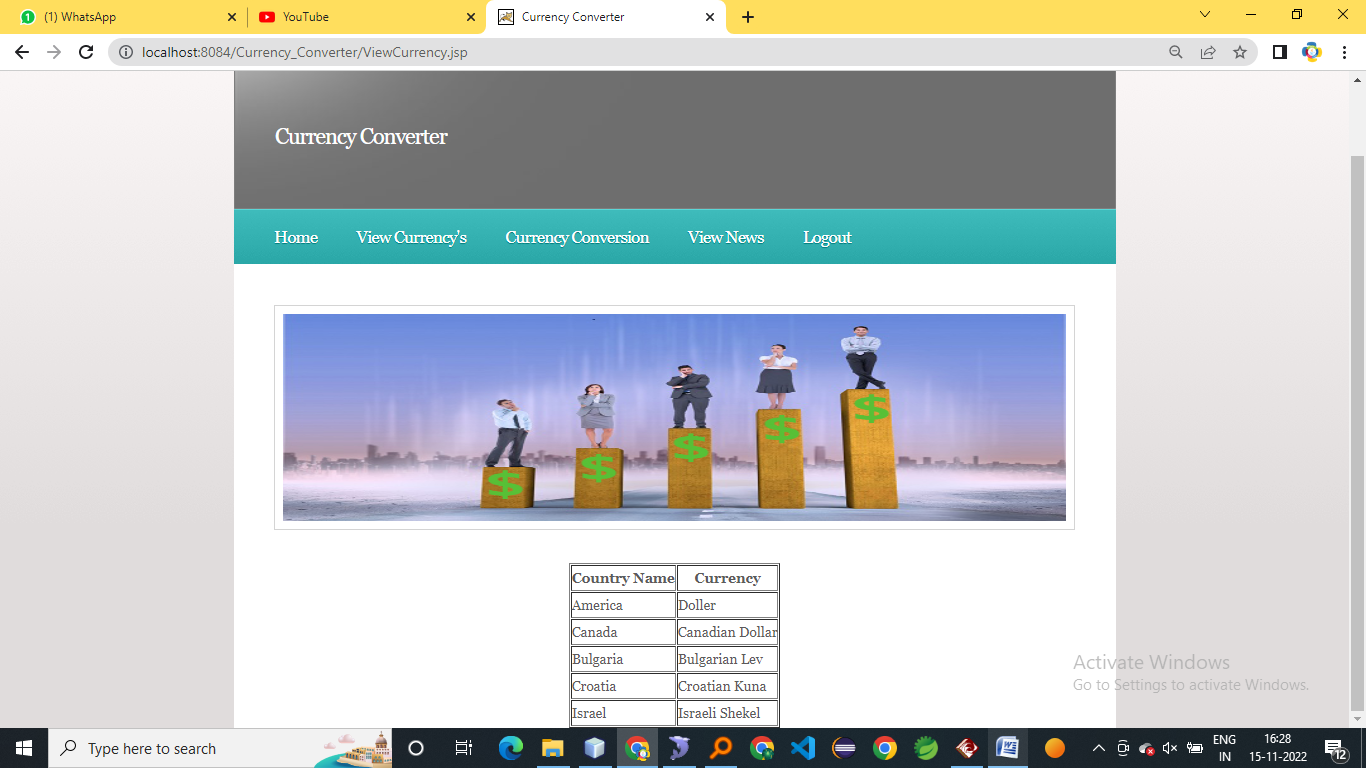 (1) WhatsApp
YouTube
Currency Converter
localhost:8084/Currency_Converter/ViewCurrency.jsp
Currency Converter
Home View Currency's Currency Conversion View News Logout
$ $ $ $ $
Country Name Currency
America Doller
Canada Canadian Dollar
Bulgaria Bulgarian Lev
Croatia Croatian Kuna
Israel Israeli Shekel
Activate Windows
Go to Settings to activate Windows.
Type here to search
ENG
IN
16:28
15-11-2022
12